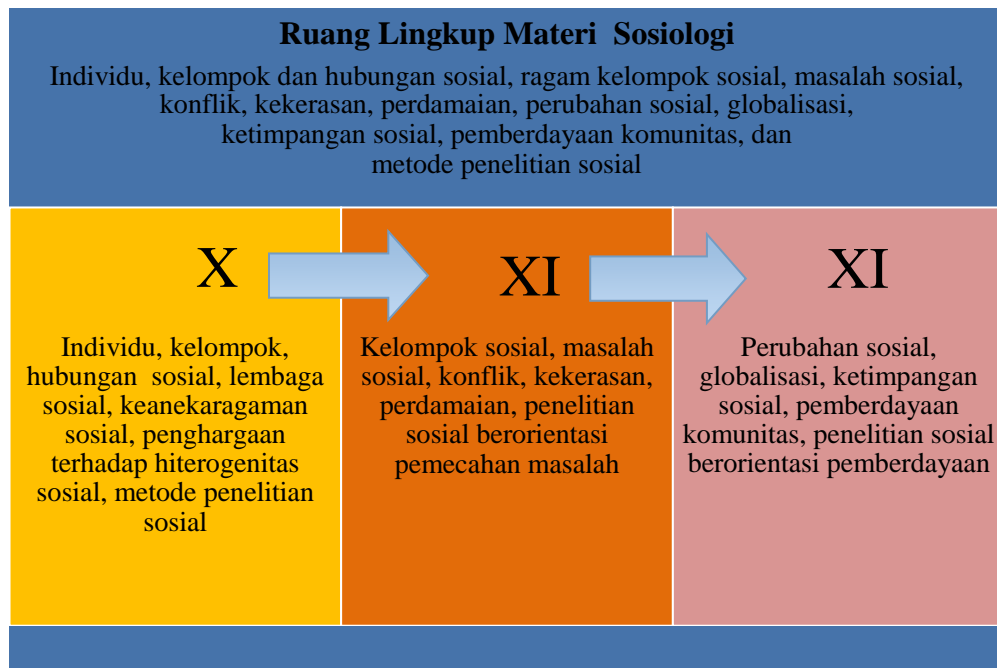 Ruang Lingkup Materi Sosiologi
Individu, kelompok dan hubungan sosial, ragam kelompok sosial, masalah sosial,
konflik, kekerasan, perdamaian, perubahan sosial, globalisasi,
ketimpangan sosial, pemberdayaan komunitas, dan
metode penelitian sosial
X
Individu, kelompok,
hubungan sosial, lembaga
sosial, keanekaragaman
sosial, penghargaan
terhadap hiterogenitas
sosial, metode penelitian
sosial
XI
Kelompok sosial, masalah
sosial, konflik, kekerasan,
perdamaian, penelitian
sosial berorientasi
pemecahan masalah
XI
Perubahan sosial,
globalisasi, ketimpangan
sosial, pemberdayaan
komunitas, penelitian sosial
berorientasi pemberdayaan